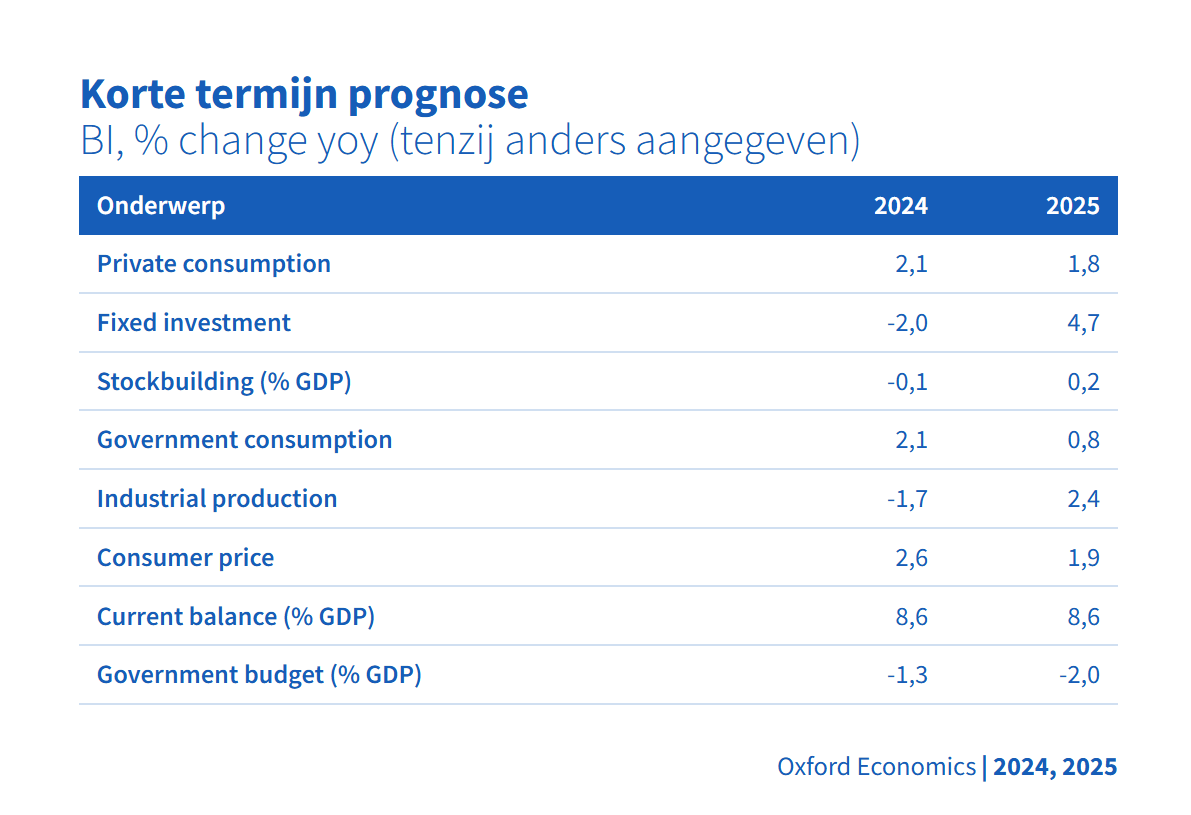 Korte termijn prognose
BI, % change yoy (tenzij anders aangegeven)
Onderwerp 2024 2025
Private consumption 2,1 1,8
Fixed investment -2,0 4,7
Stockbuilding (% GDP) -0,1 0,2
Government consumption 2,1 0,8
Industrial production -1,7 2,4
Consumer price 2,6 1,9
Current balance (% GDP) 8,6 8,6
Government budget (% GDP) -1,3 -2,0
Oxford Economics | 2024, 2025